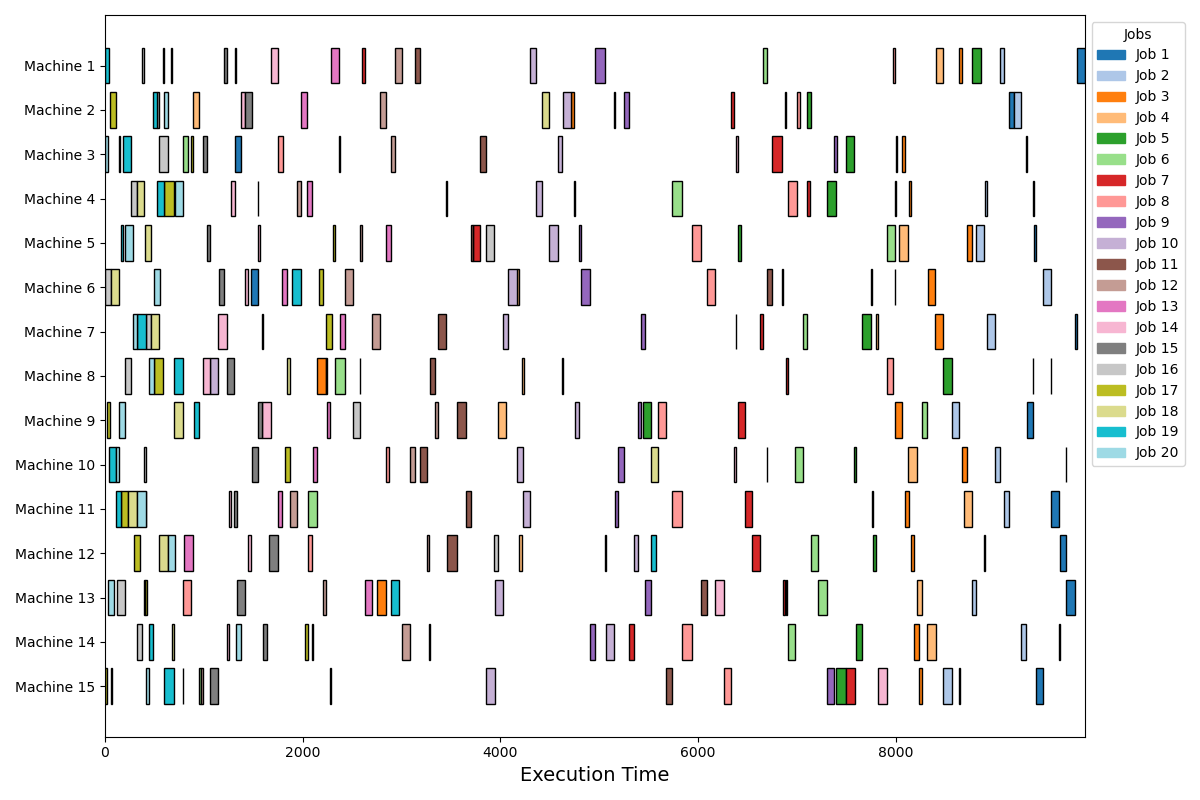 Machine 1
Machine 2
Machine 3
Machine 4
Machine 5
Machine 6
Machine 7
Machine 8
Machine 9
Machine 10
Machine 11
Machine 12
Machine 13
Machine 14
Machine 15
0 2000 4000 6000 8000
Execution Time
Jobs
Job 1
Job 2
Job 3
Job 4
Job 5
Job 6
Job 7
Job 8
Job 9
Job 10
Job 11
Job 12
Job 13
Job 14
Job 15
Job 16
Job 17
Job 18
Job 19
Job 20